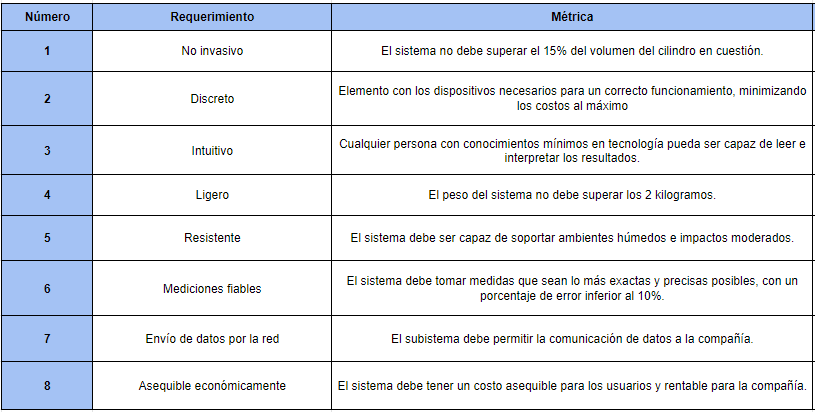 Número Requerimiento Métrica
1 No invasivo El sistema no debe superar el 15% del volumen del cilindro en cuestión.
2 Discreto Elemento con los dispositivos necesarios para un correcto funcionamiento, minimizando
los costos al máximo
3 Intuitivo Cualquier persona con conocimientos mínimos en tecnología pueda ser capaz de leer e
interpretar los resultados.
4 Ligero El peso del sistema no debe superar los 2 kilogramos.
5 Resistente El sistema debe ser capaz de soportar ambientes húmedos e impactos moderados.
6 Mediciones fiables El sistema debe tomar medidas que sean lo más exactas y precisas posibles, con un
porcentaje de error inferior al 10%.
7 Envío de datos por la red El subistema debe permitir la comunicación de datos a la compañía.
8 Asequible económicamente El sistema debe tener un costo asequible para los usuarios y rentable para la compañía.